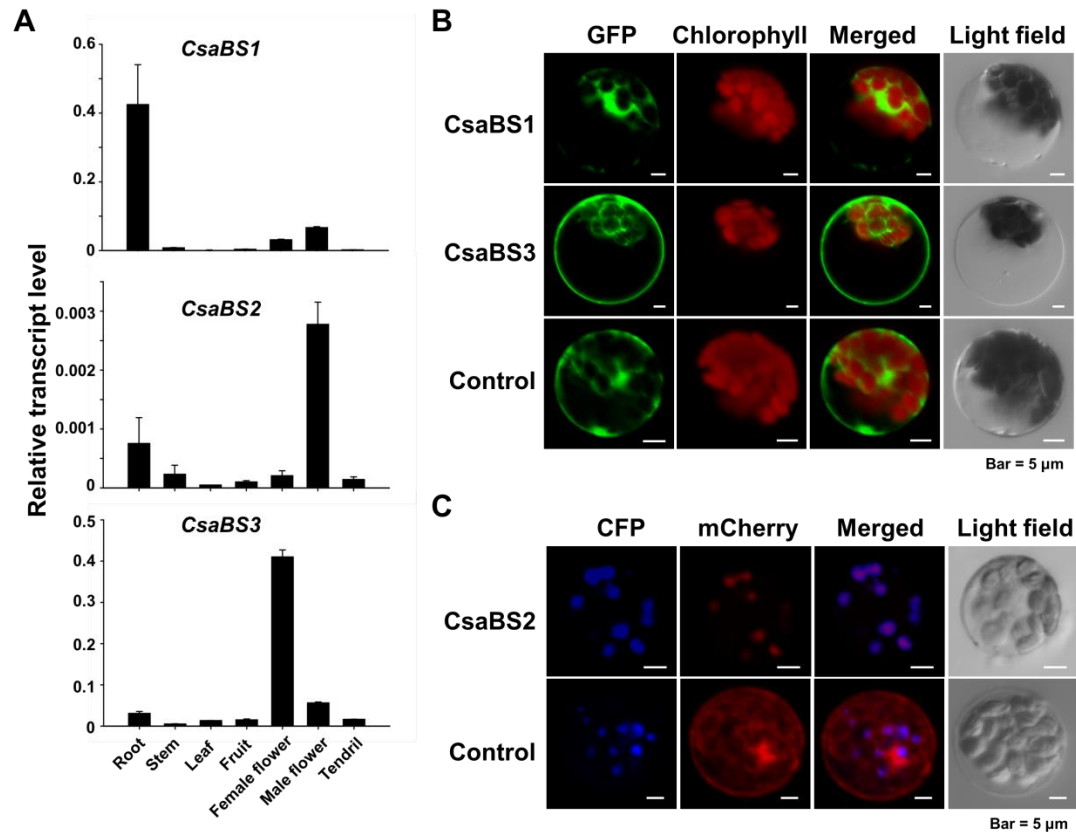 A
Relative transcript level
CsaBS1
0.6
0.4
0.2
0
CsaBS2
0.003
0.001
0
CsaBS3
0.5
0.4
0.3
0.2
0.1
0
Root
Stem
Leaf
Fruit
Female flower
Male flower
Tendril
B
GFP Chlorophyll Merged Light field
CsaBS1
CsaBS3
Control
Bar = 5 µm
C
CFP mCherry Merged Light field
CsaBS2
Control
Bar = 5 µm